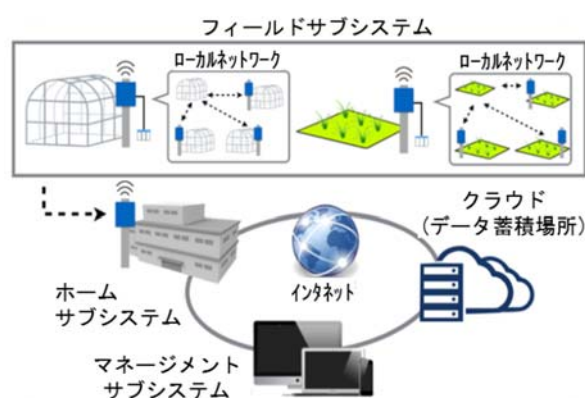 フィールドサブシステム
ローカルネットワーク
ローカルネットワーク
クラウド
(データ蓄積場所)
インタネット
ホーム
サブシステム
マネージメント
サブシステム